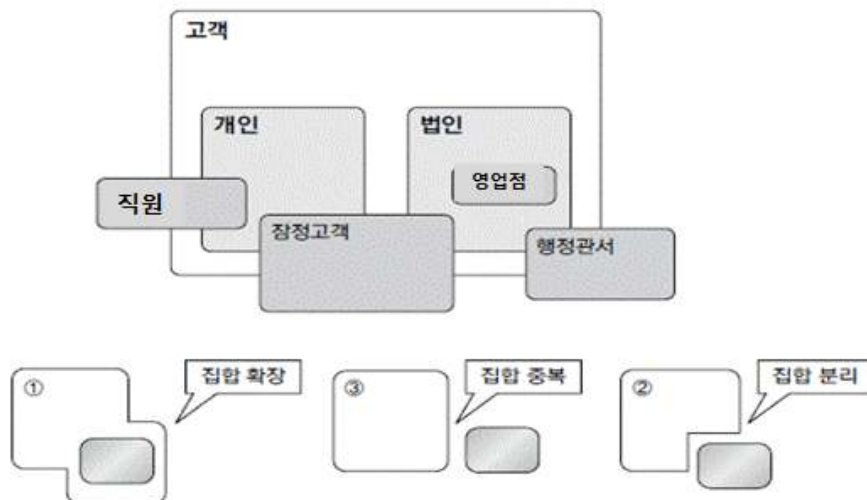 고객
개인
법인
직원
영업점
잠정고객
행정관서
① 집합 확장
③ 집합 중복
② 집합 분리